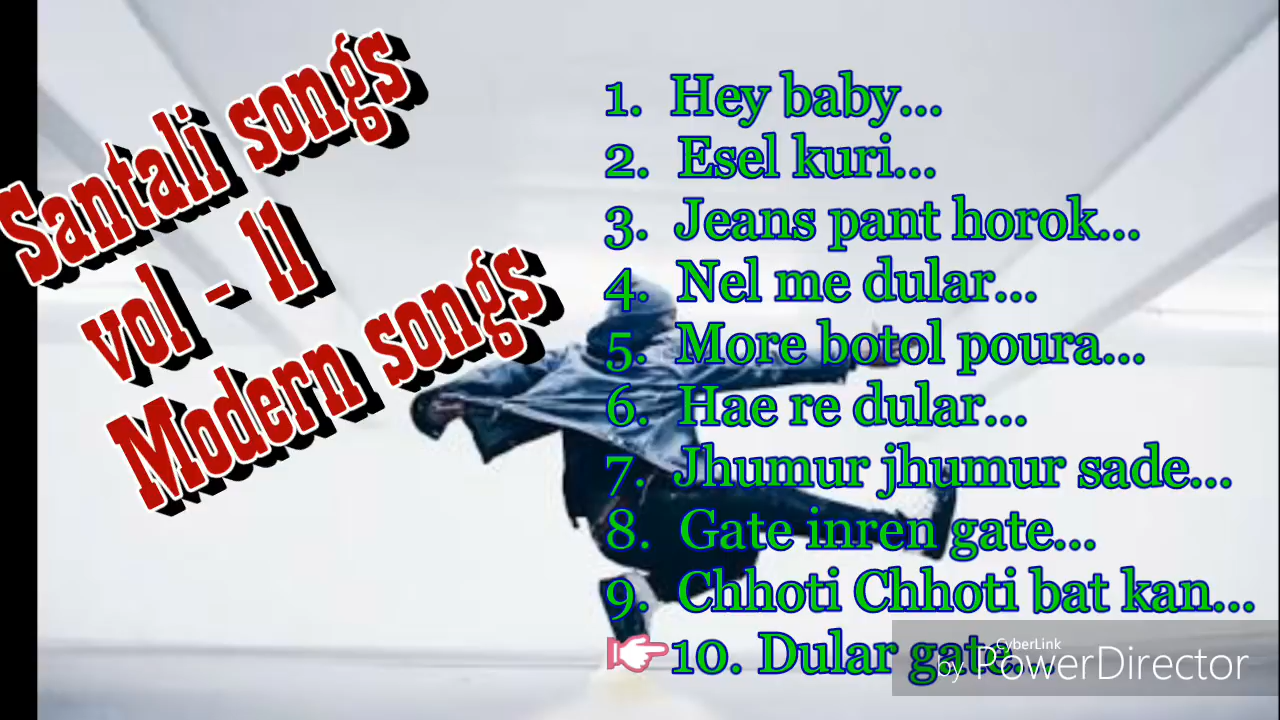 Santali songs
vol - 11
Modern songs
1. Hey baby...
2. Esel kuri...
3. Jeans pant horok...
4. Nel me dular...
5. More botol poura...
6. Hae re dular...
7. Jhumur jhumur sade...
8. Gate inren gate...
9. Chhoti Chhoti bat kan...
10. Dular gate...
CyberLink
by PowerDirector